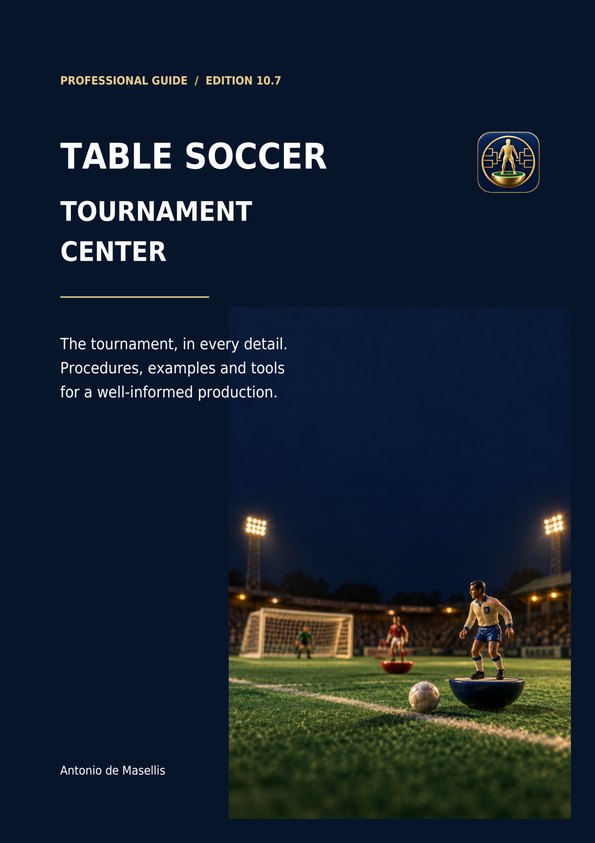 PROFESSIONAL GUIDE / EDITION 10.7
TABLE SOCCER
TOURNAMENT
CENTER
The tournament, in every detail.
Procedures, examples and tools
for a well-informed production.
Antonio de Masellis